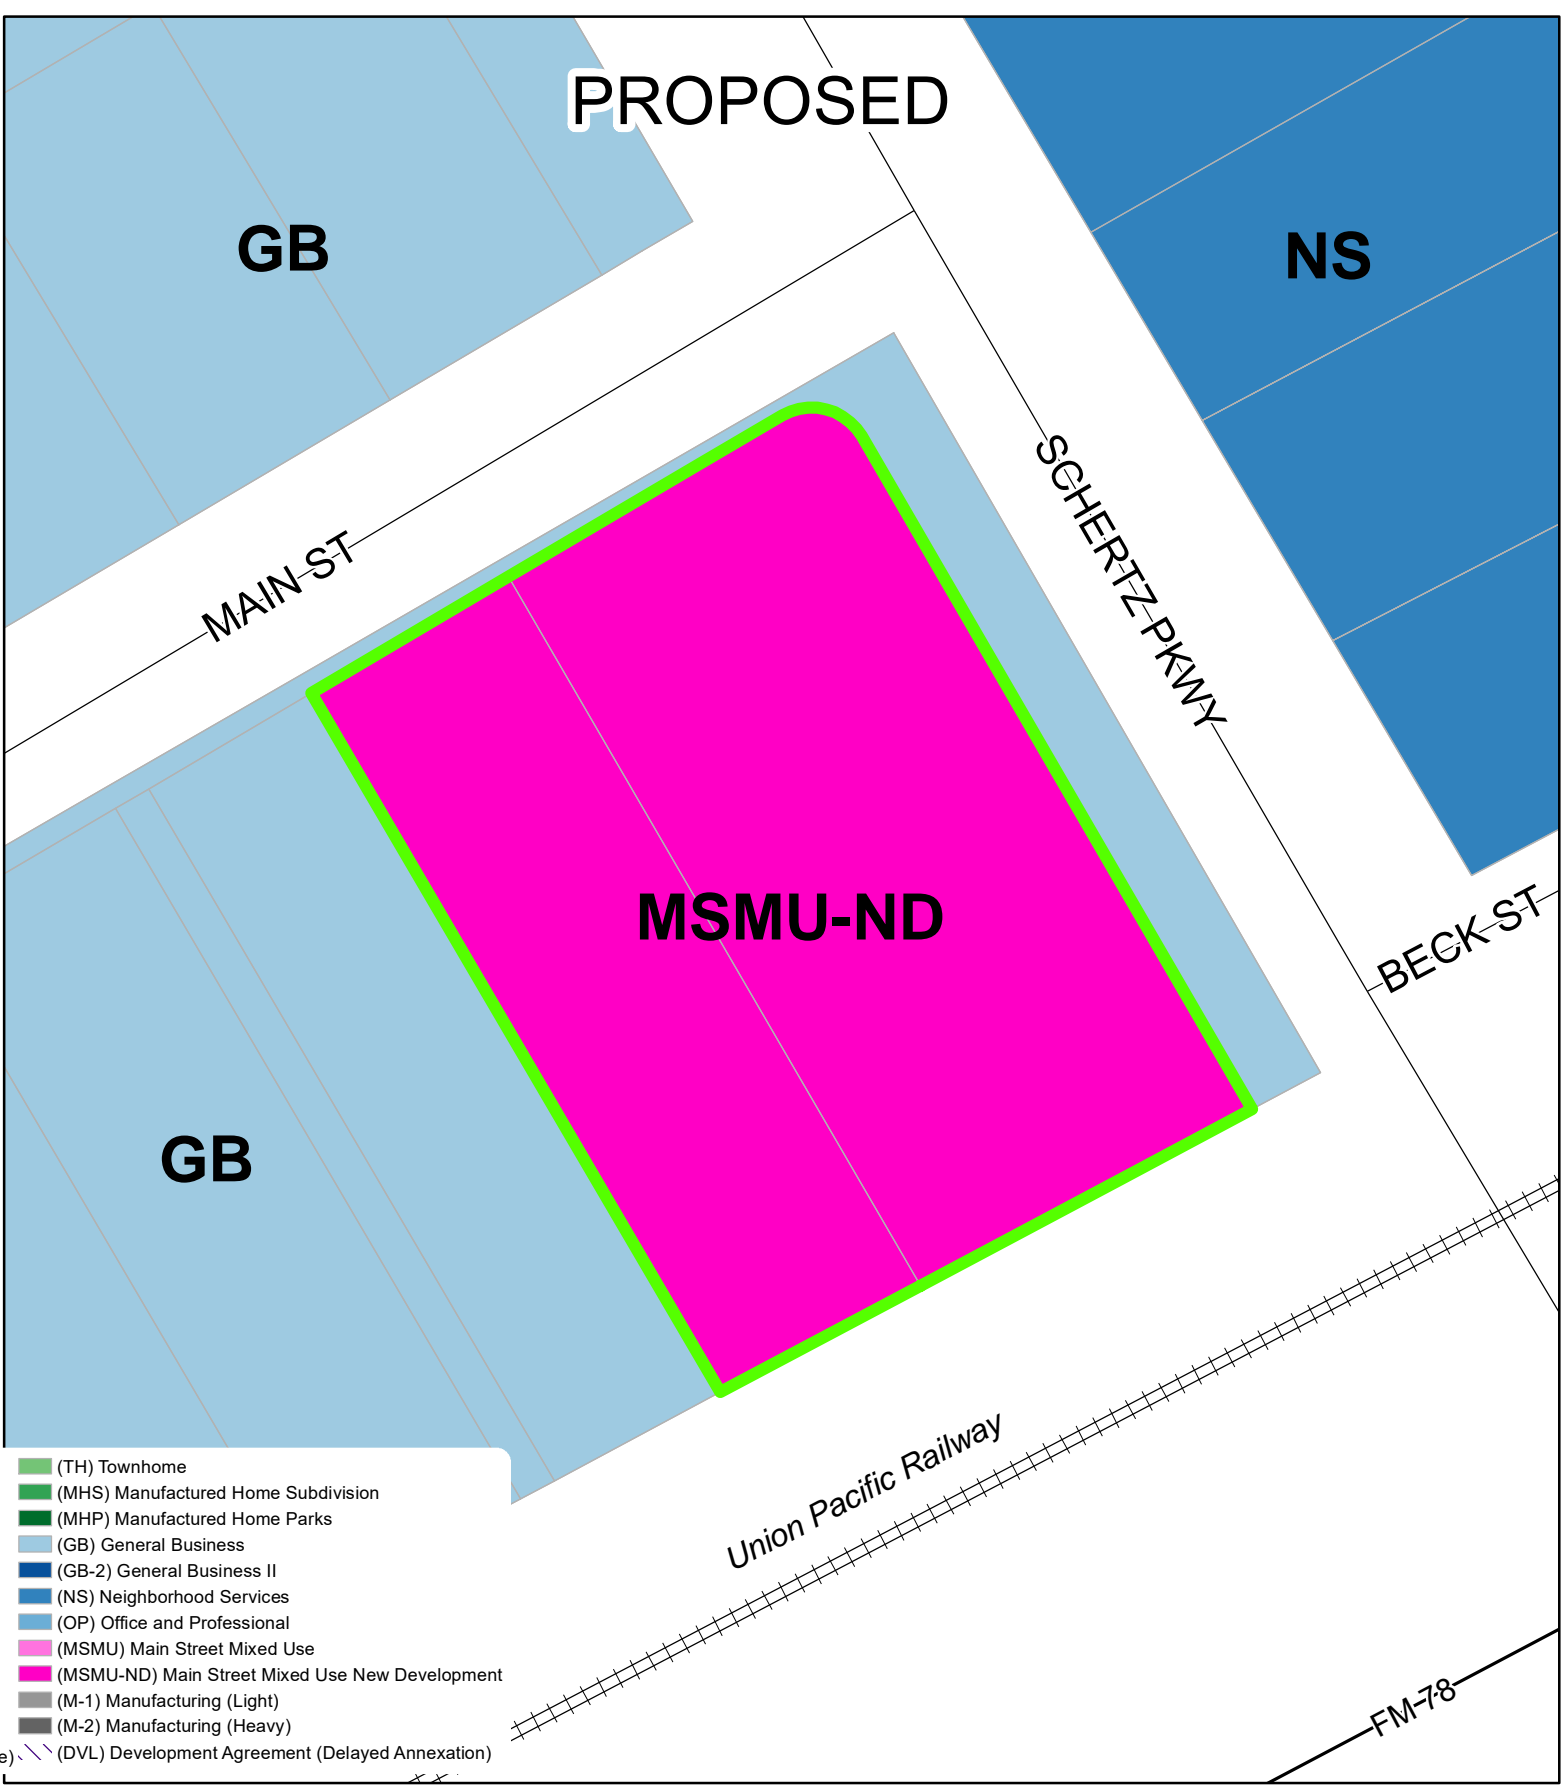 PROPOSED
GB
NS
MAIN ST
SCHERTZ PKWY
MSMU-ND
BECK ST
GB
Union Pacific Railway
FM-78
(TH) Townhome
(MHS) Manufactured Home Subdivision
(MHP) Manufactured Home Parks
(GB) General Business
(GB-2) General Business II
(NS) Neighborhood Services
(OP) Office and Professional
(MSMU) Main Street Mixed Use
(MSMU-ND) Main Street Mixed Use New Development
(M-1) Manufacturing (Light)
(M-2) Manufacturing (Heavy)
e) (DVL) Development Agreement (Delayed Annexation)